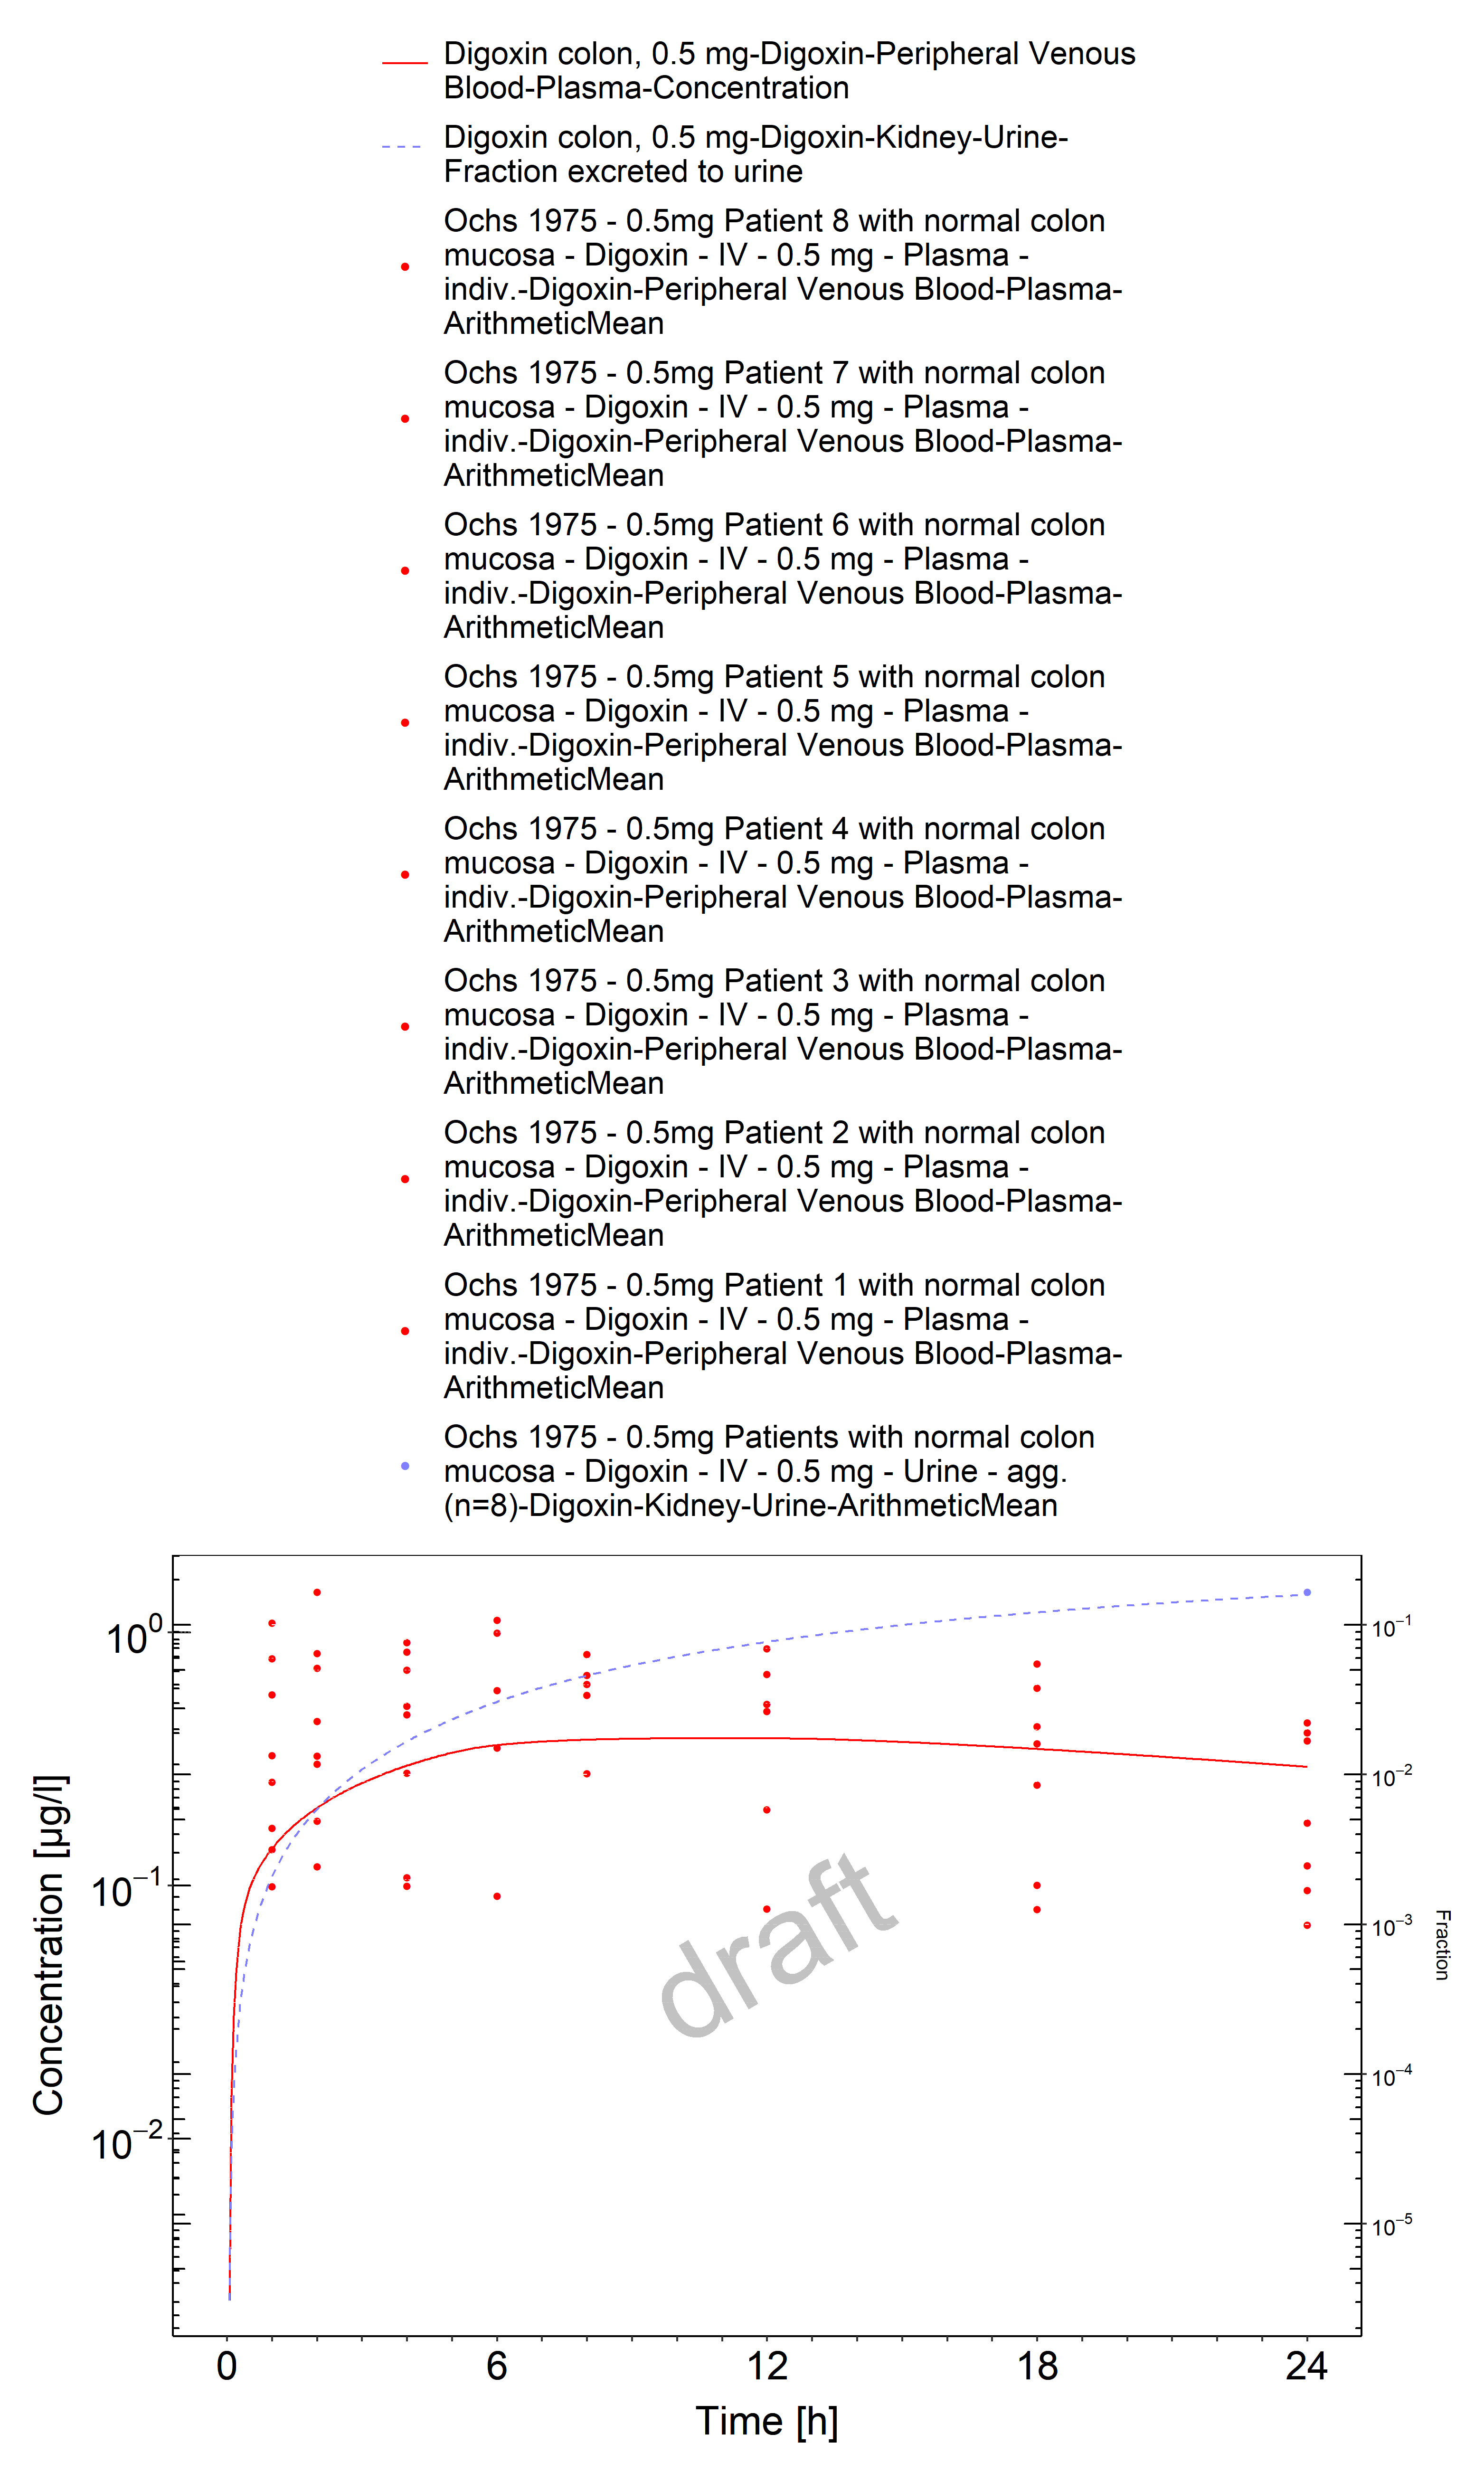 Digoxin colon, 0.5 mg-Digoxin-Peripheral Venous
Blood-Plasma-Concentration
Digoxin colon, 0.5 mg-Digoxin-Kidney-Urine-
Fraction excreted to urine
Ochs 1975 - 0.5mg Patient 8 with normal colon
mucosa - Digoxin - IV - 0.5 mg - Plasma -
indiv.-Digoxin-Peripheral Venous Blood-Plasma-
ArithmeticMean
Ochs 1975 - 0.5mg Patient 7 with normal colon
mucosa - Digoxin - IV - 0.5 mg - Plasma -
indiv.-Digoxin-Peripheral Venous Blood-Plasma-
ArithmeticMean
Ochs 1975 - 0.5mg Patient 6 with normal colon
mucosa - Digoxin - IV - 0.5 mg - Plasma -
indiv.-Digoxin-Peripheral Venous Blood-Plasma-
ArithmeticMean
Ochs 1975 - 0.5mg Patient 5 with normal colon
mucosa - Digoxin - IV - 0.5 mg - Plasma -
indiv.-Digoxin-Peripheral Venous Blood-Plasma-
ArithmeticMean
Ochs 1975 - 0.5mg Patient 4 with normal colon
mucosa - Digoxin - IV - 0.5 mg - Plasma -
indiv.-Digoxin-Peripheral Venous Blood-Plasma-
ArithmeticMean
Ochs 1975 - 0.5mg Patient 3 with normal colon
mucosa - Digoxin - IV - 0.5 mg - Plasma -
indiv.-Digoxin-Peripheral Venous Blood-Plasma-
ArithmeticMean
Ochs 1975 - 0.5mg Patient 2 with normal colon
mucosa - Digoxin - IV - 0.5 mg - Plasma -
indiv.-Digoxin-Peripheral Venous Blood-Plasma-
ArithmeticMean
Ochs 1975 - 0.5mg Patient 1 with normal colon
mucosa - Digoxin - IV - 0.5 mg - Plasma -
indiv.-Digoxin-Peripheral Venous Blood-Plasma-
ArithmeticMean
Ochs 1975 - 0.5mg Patients with normal colon
mucosa - Digoxin - IV - 0.5 mg - Urine - agg.
(n=8)-Digoxin-Kidney-Urine-ArithmeticMean
10⁰
10⁻¹
10⁻²
Concentration [µg/l]
draft
10⁻¹
10⁻²
10⁻³
10⁻⁴
10⁻⁵
Fraction
0 6 12 18 24
Time [h]